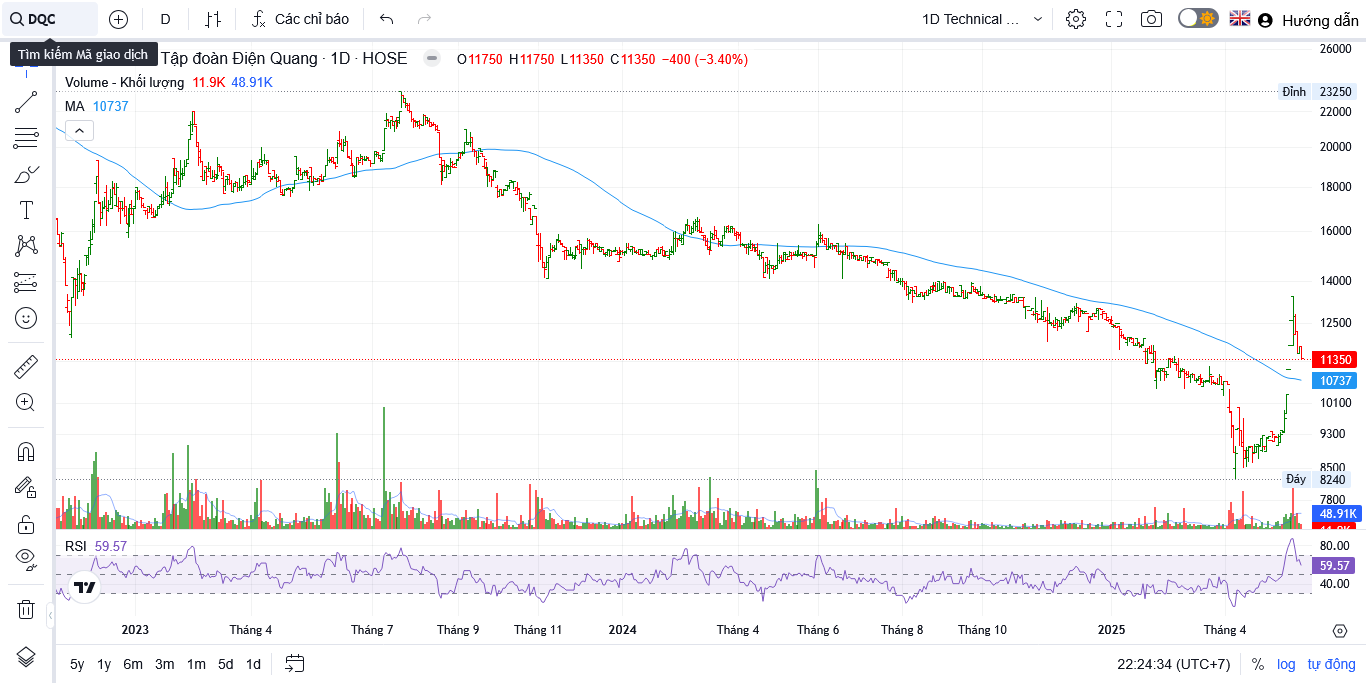 DQC D Các chỉ báo 1D Technical ... Hướng dẫn
Tìm kiếm Mã giao dịch
Tập đoàn Điện Quang · 1D · HOSE O11750 H11750 L11350 C11350 −400 (−3.40%)
Volume - Khối lượng 11.9K 48.91K
MA 10737
26000
Đỉnh 23250
22000
20000
18000
16000
14000
12500
11350
10737
10100
9300
8500
Đáy 8240
7800
48.91K
RSI 59.57
80.00
59.57
40.00
2023 Tháng 4 Tháng 7 Tháng 9 Tháng 11 2024 Tháng 4 Tháng 6 Tháng 8 Tháng 10 2025 Tháng 4
5y 1y 6m 3m 1m 5d 1d 22:24:34 (UTC+7) % log tự động